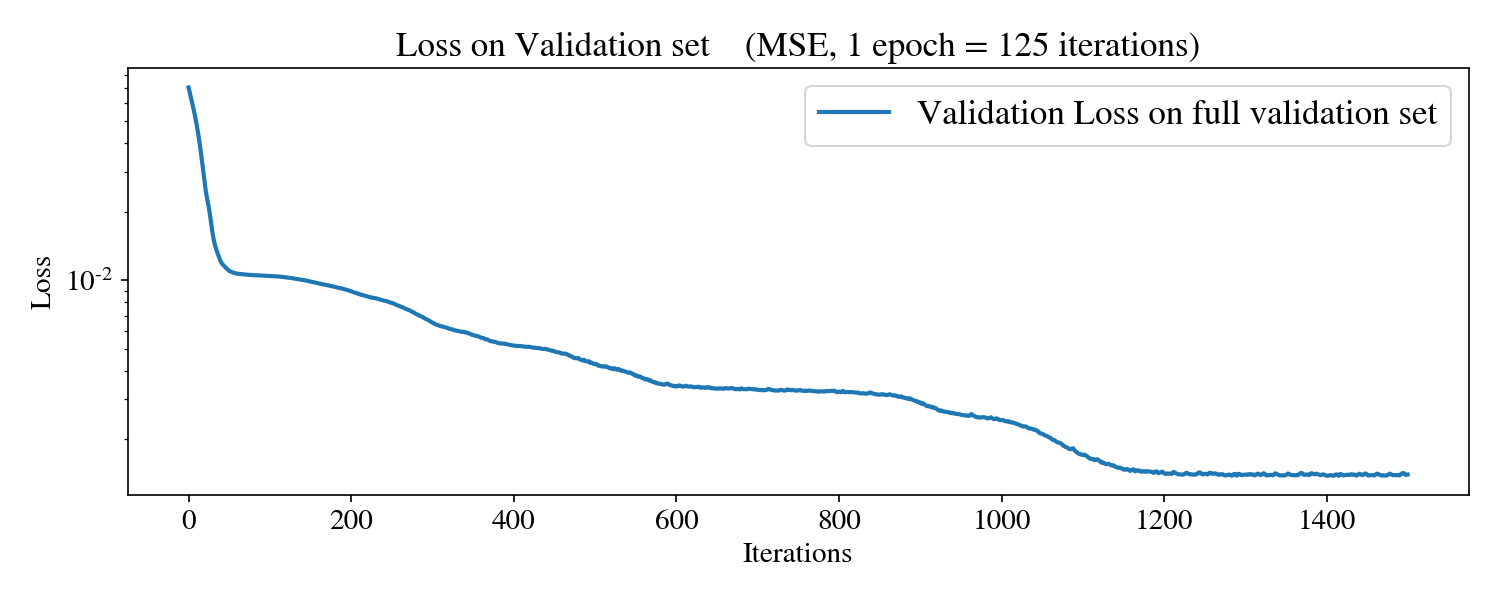 Loss on Validation set (MSE, 1 epoch = 125 iterations)
Validation Loss on full validation set
Loss
10⁻²
0 200 400 600 800 1000 1200 1400
Iterations